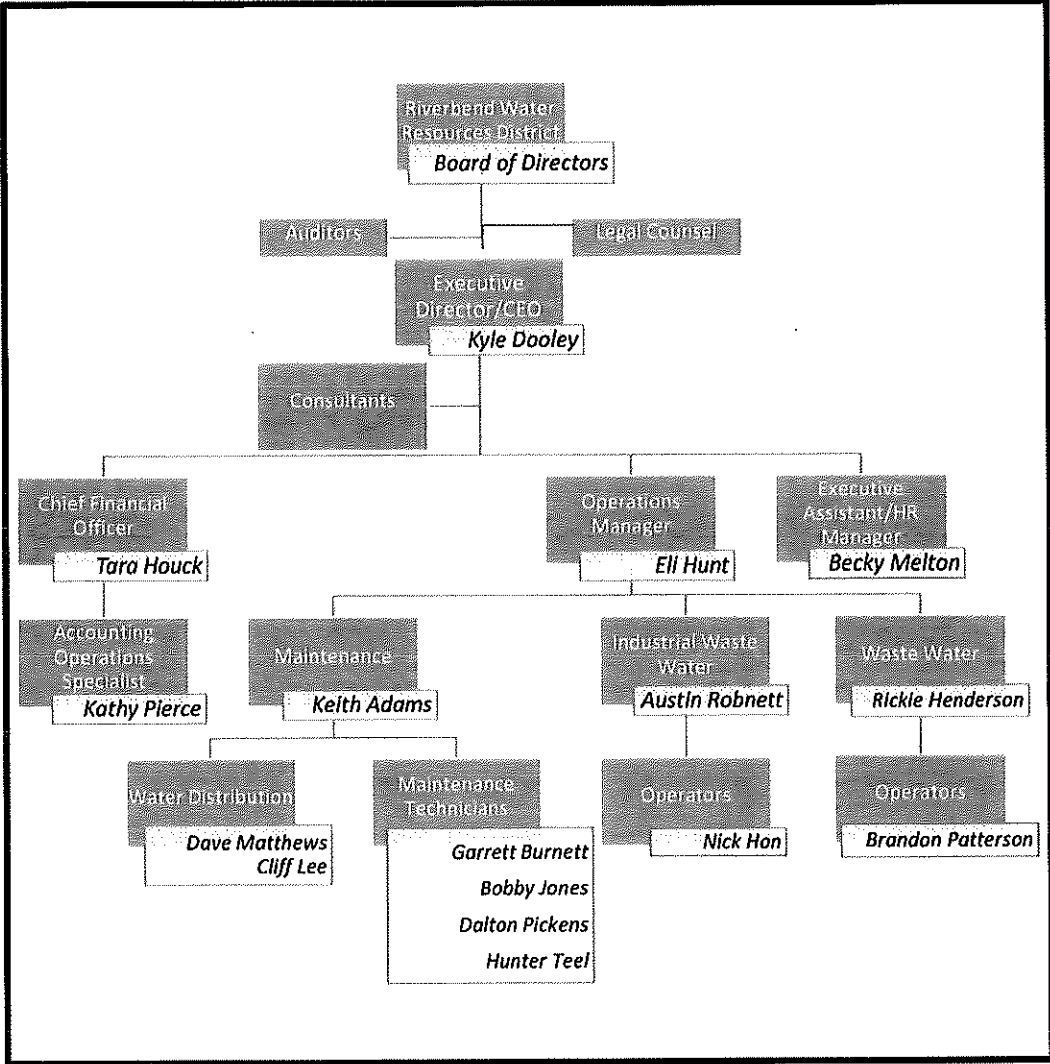 Riverbend Water
Resources District
Board of Directors
Auditors
Legal Counsel
Executive
Director/CEO
Kyle Dooley
Consultants
Chief Financial
Officer
Tara Houck
Operations
Manager
Eli Hunt
Executive
Assistant/HR
Manager
Becky Melton
Accounting
Operations
Specialist
Kathy Pierce
Maintenance
Keith Adams
Industrial Waste
Water
Austin Robnett
Waste Water
Rickie Henderson
Water Distribution
Dave Matthews
Cliff Lee
Maintenance
Technicians
Garrett Burnett
Bobby Jones
Dalton Pickens
Hunter Teel
Operators
Nick Hon
Operators
Brandon Patterson